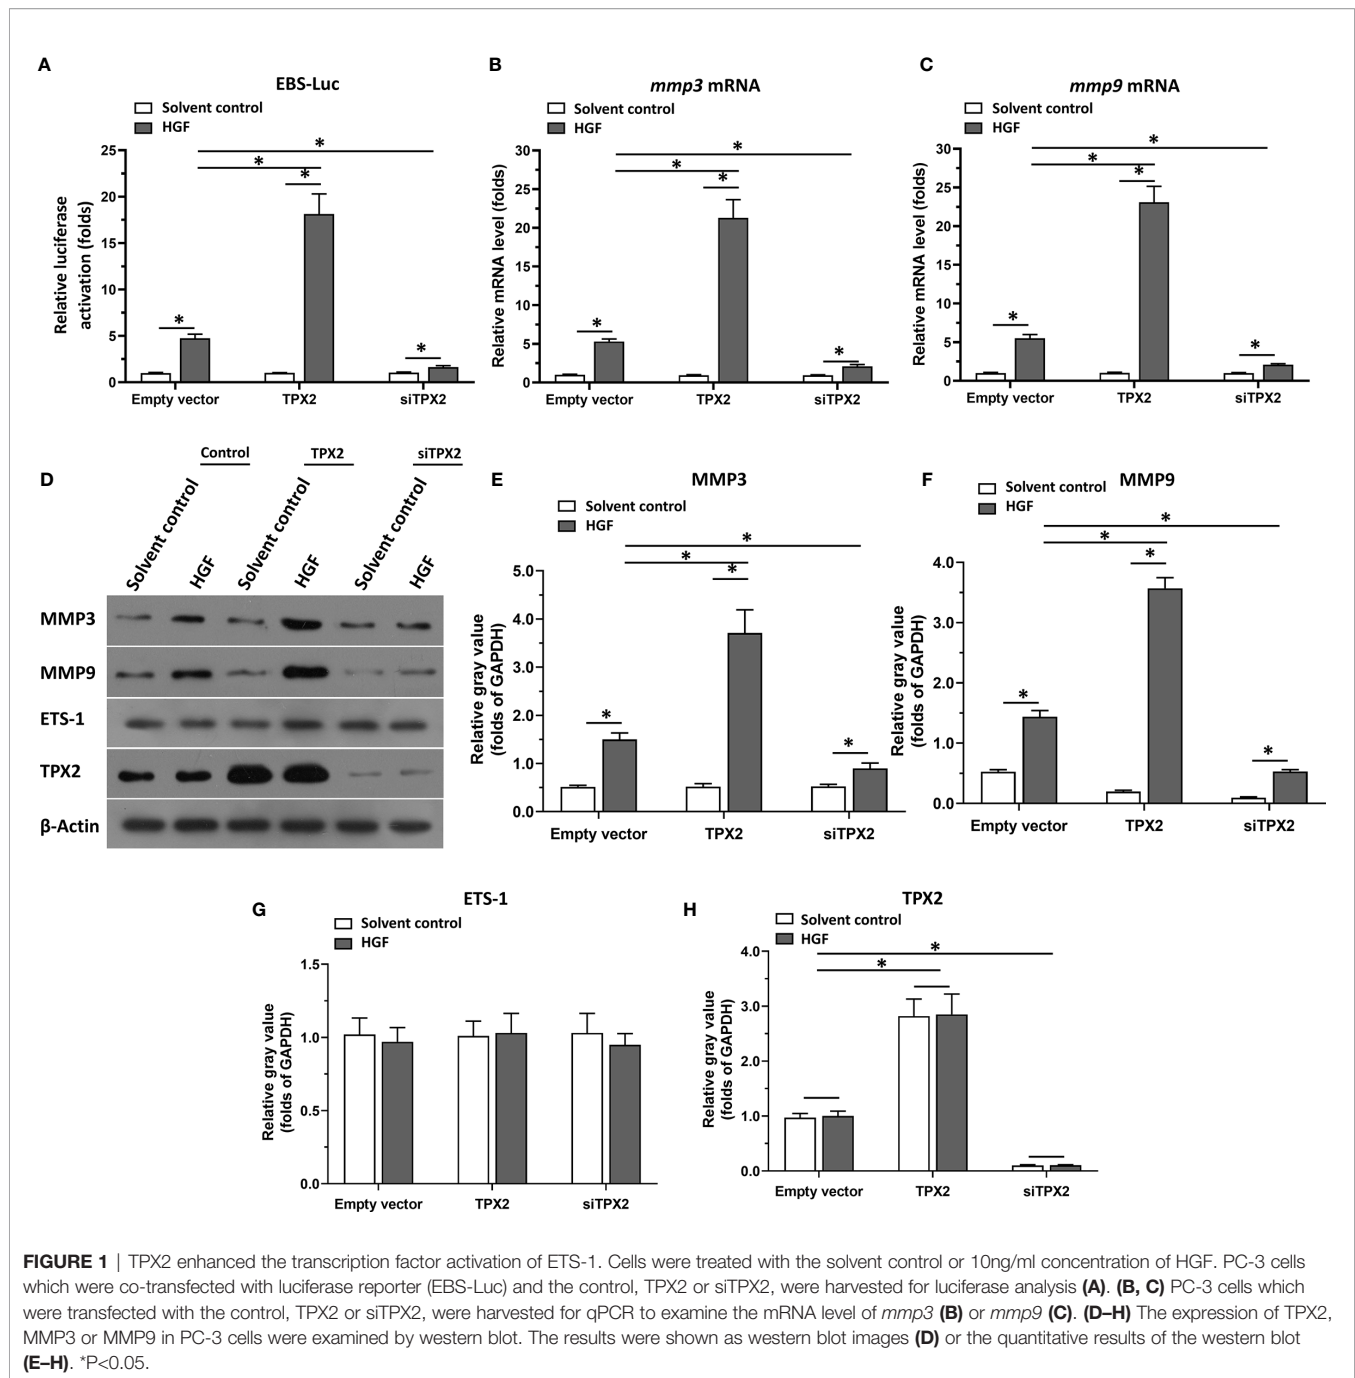 A
EBS-Luc
Solvent control
HGF
Relative luciferase
activation (folds)
25
20
15
10
5
0
*
*
*
*
*
Empty vector
TPX2
siTPX2
B
mmp3 mRNA
Solvent control
HGF
Relative mRNA level (folds)
30
25
20
15
10
5
0
*
*
*
*
*
Empty vector
TPX2
siTPX2
C
mmp9 mRNA
Solvent control
HGF
Relative mRNA level (folds)
30
25
20
15
10
5
0
*
*
*
*
*
Empty vector
TPX2
siTPX2
D
Control
TPX2
siTPX2
Solvent control
HGF
Solvent control
HGF
Solvent control
HGF
MMP3
MMP9
ETS-1
TPX2
β-Actin
E
MMP3
Solvent control
HGF
Relative gray value
(folds of GAPDH)
5.0
4.0
3.0
2.0
1.0
0.0
*
*
*
*
*
Empty vector
TPX2
siTPX2
F
MMP9
Solvent control
HGF
Relative gray value
(folds of GAPDH)
4.0
3.0
2.0
1.0
0.0
*
*
*
*
*
Empty vector
TPX2
siTPX2
G
ETS-1
Solvent control
HGF
Relative gray value
(folds of GAPDH)
1.5
1.0
0.5
0.0
Empty vector
TPX2
siTPX2
H
TPX2
Solvent control
HGF
Relative gray value
(folds of GAPDH)
4.0
3.0
2.0
1.0
0.0
*
*
Empty vector
TPX2
siTPX2
FIGURE 1 | TPX2 enhanced the transcription factor activation of ETS-1. Cells were treated with the solvent control or 10ng/ml concentration of HGF. PC-3 cells
which were co-transfected with luciferase reporter (EBS-Luc) and the control, TPX2 or siTPX2, were harvested for luciferase analysis (A). (B, C) PC-3 cells which
were transfected with the control, TPX2 or siTPX2, were harvested for qPCR to examine the mRNA level of mmp3 (B) or mmp9 (C). (D–H) The expression of TPX2,
MMP3 or MMP9 in PC-3 cells were examined by western blot. The results were shown as western blot images (D) or the quantitative results of the western blot
(E–H). *P<0.05.